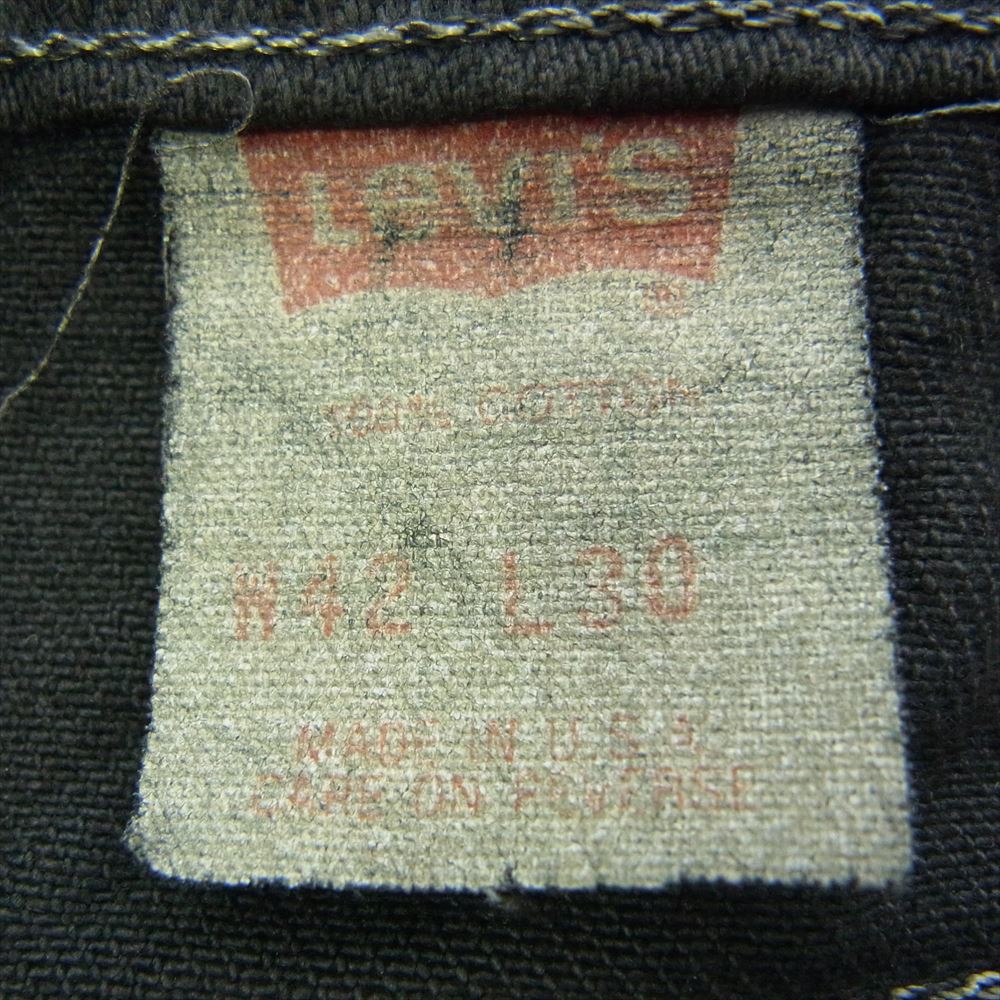 Levi's
®
100% COTTON
W42 L30
MADE IN U.S.A.
CARE ON REVERSE